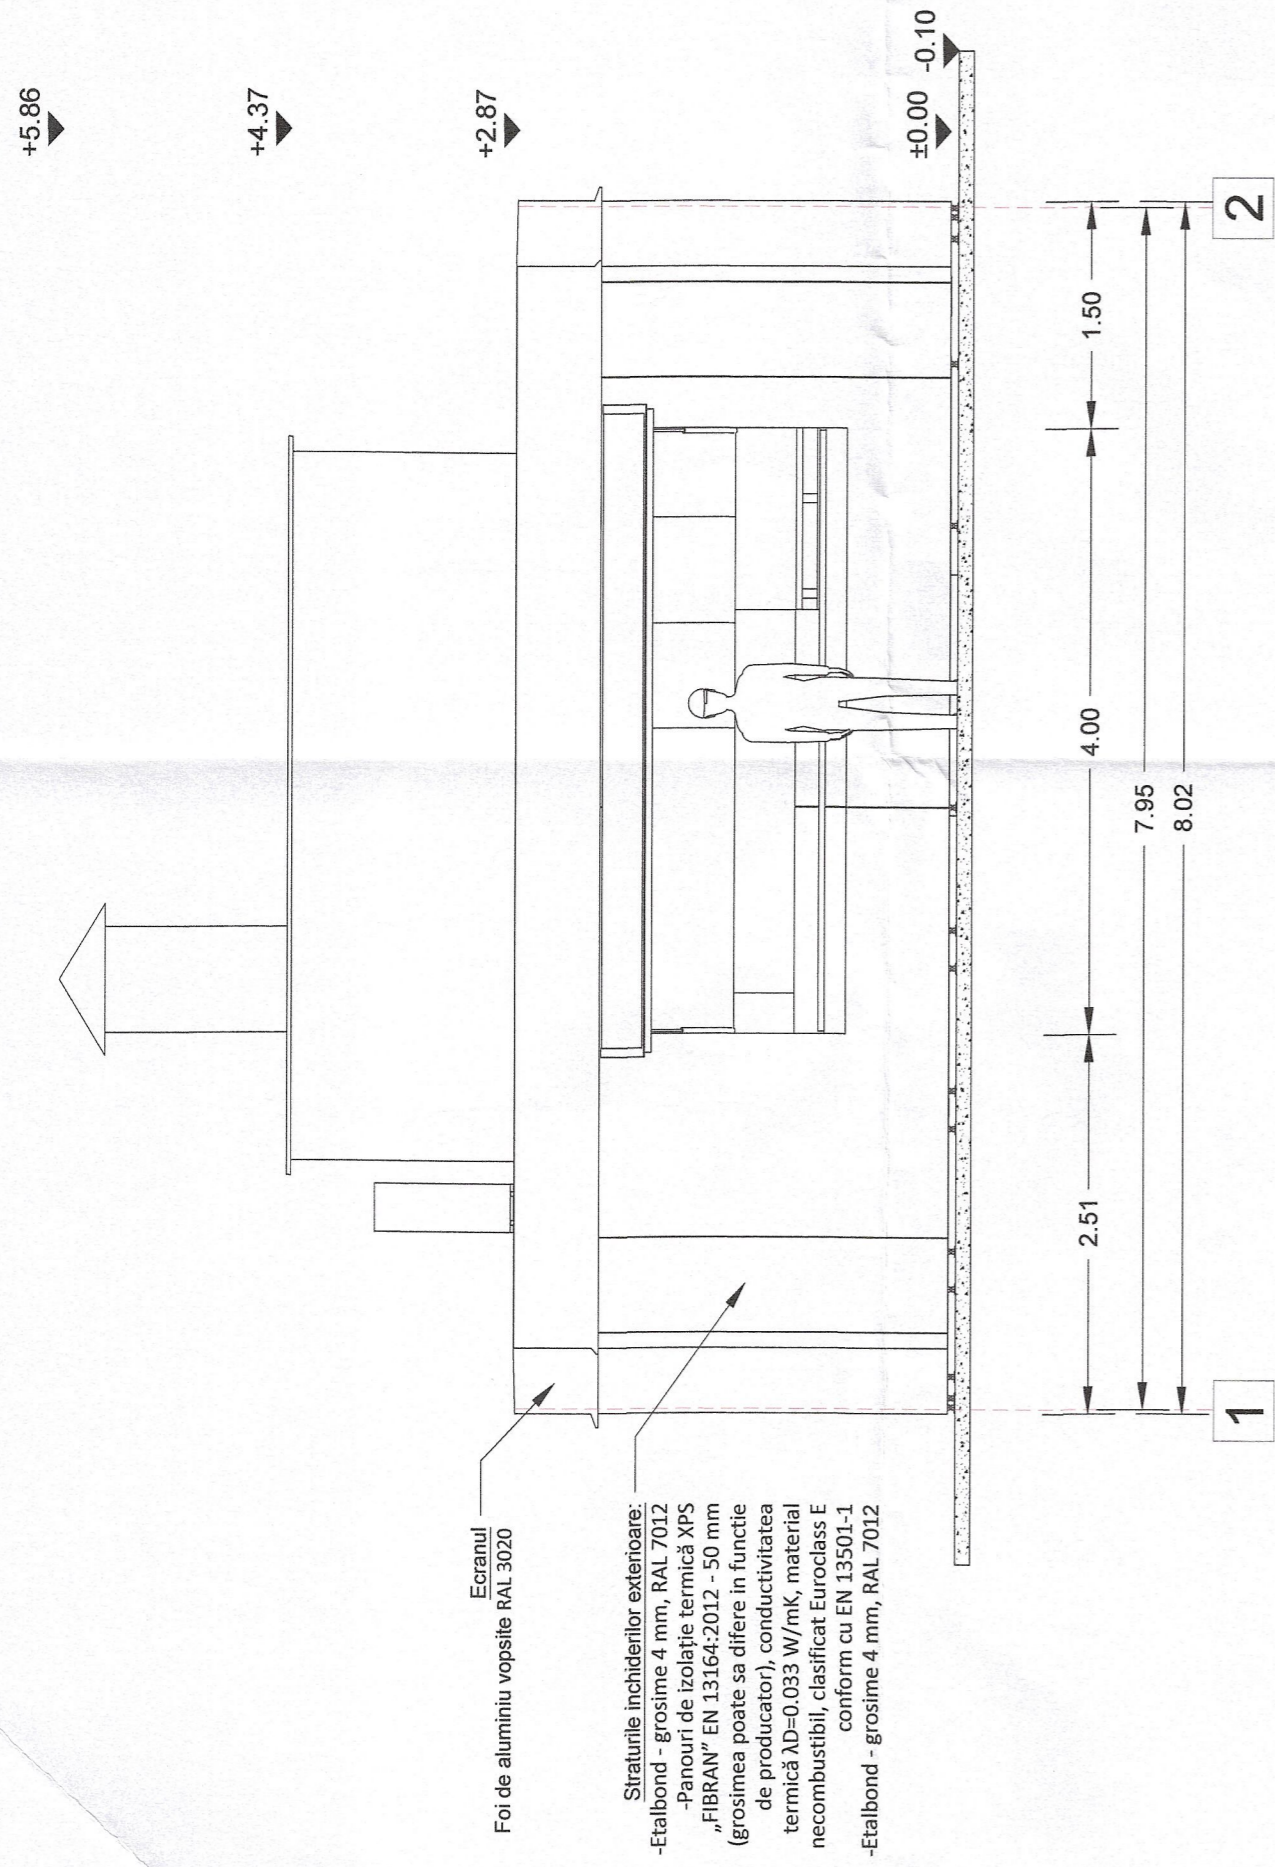 +5.86
+4.37
+2.87
±0.00
-0.10
Ecranul
Foi de aluminiu vopsite RAL 3020
Straturile inchiderilor exterioare:
-Etalbond - grosime 4 mm, RAL 7012
-Panouri de izolație termică XPS
„FIBRAN” EN 13164:2012 - 50 mm
(grosimea poate sa difere in functie
de producator), conductivitatea
termică λD=0.033 W/mK, material
necombustibil, clasificat Euroclass E
conform cu EN 13501-1
-Etalbond - grosime 4 mm, RAL 7012
2.51
4.00
1.50
7.95
8.02
1
2